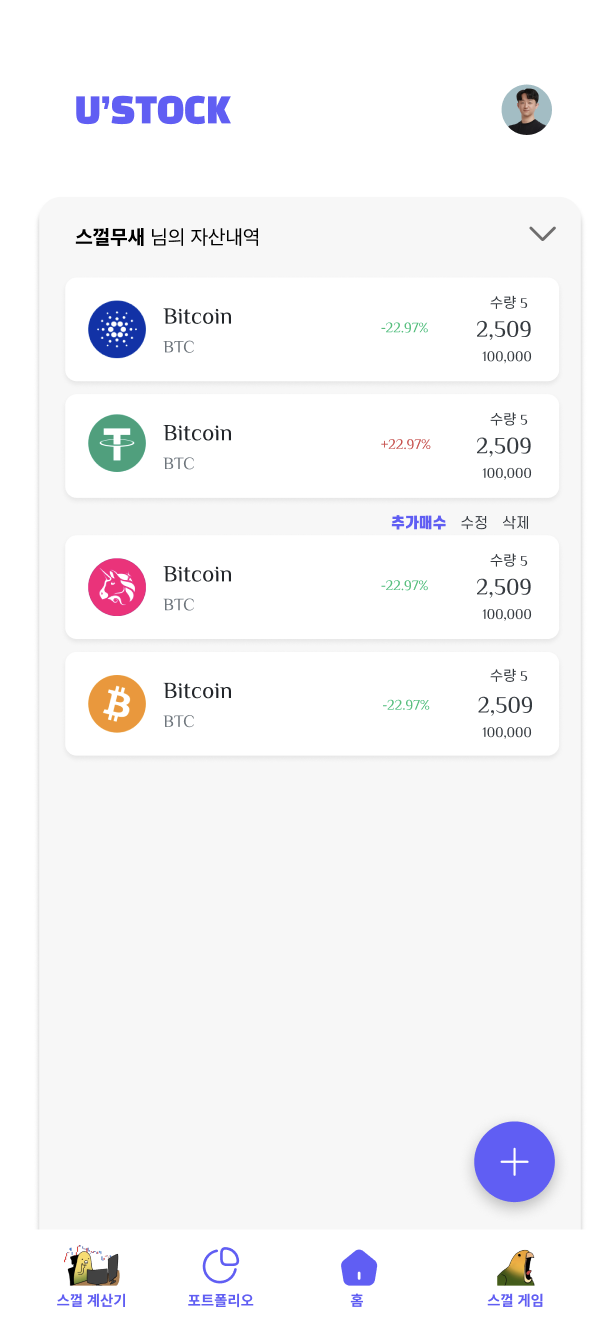 U'STOCK
스껄무새 님의 자산내역
Bitcoin
BTC
-22.97%
수량 5
2,509
100,000
Bitcoin
BTC
+22.97%
수량 5
2,509
100,000
추가매수 수정 삭제
Bitcoin
BTC
-22.97%
수량 5
2,509
100,000
Bitcoin
BTC
-22.97%
수량 5
2,509
100,000
스껄 계산기
포트폴리오
홈
스껄 게임